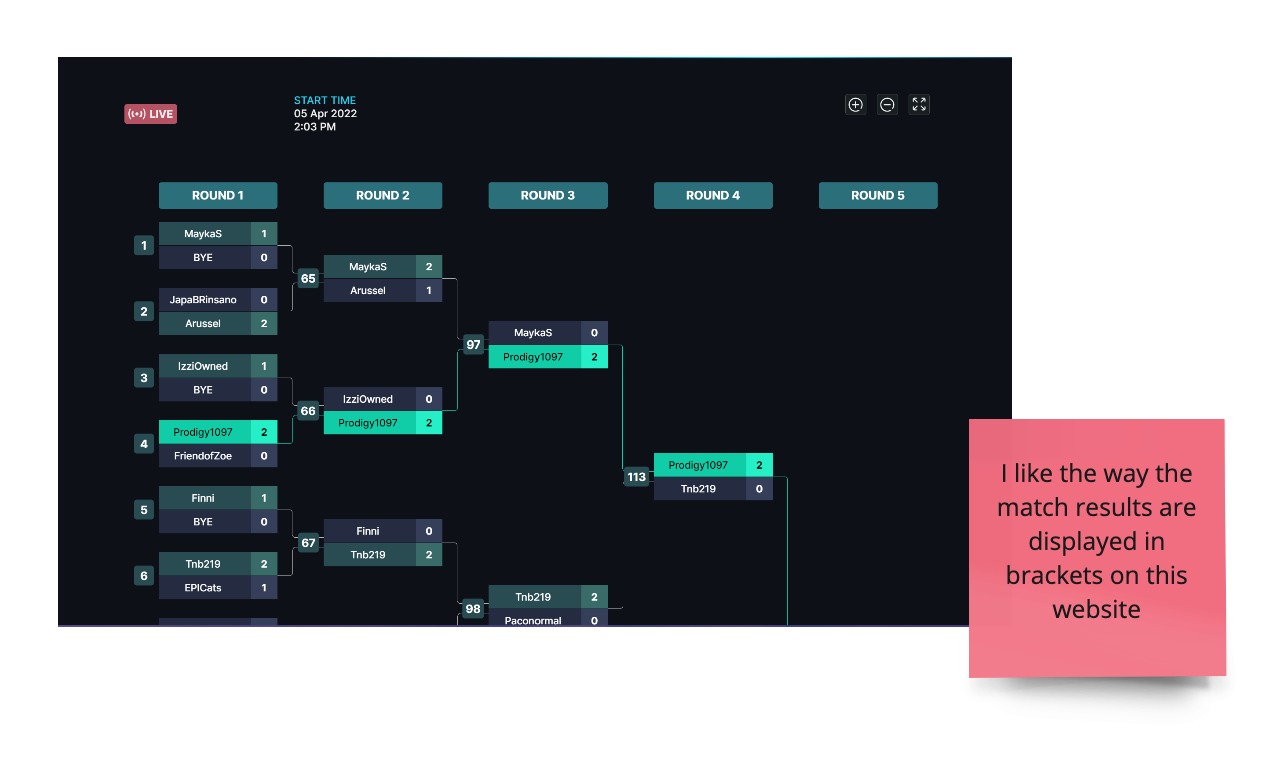 LIVE
START TIME
05 Apr 2022
2:03 PM
ROUND 1
ROUND 2
ROUND 3
ROUND 4
ROUND 5
1
MaykaS 1
BYE 0
2
JapaBRinsano 0
Arussel 2
3
IzziOwned 1
BYE 0
4
Prodigy1097 2
FriendofZoe 0
5
Finni 1
BYE 0
6
Tnb219 2
EPICats 1
65
MaykaS 2
Arussel 1
66
IzziOwned 0
Prodigy1097 2
67
Finni 0
Tnb219 2
97
MaykaS 0
Prodigy1097 2
98
Tnb219 2
Paconormal 0
113
Prodigy1097 2
Tnb219 0
I like the way the
match results are
displayed in
brackets on this
website